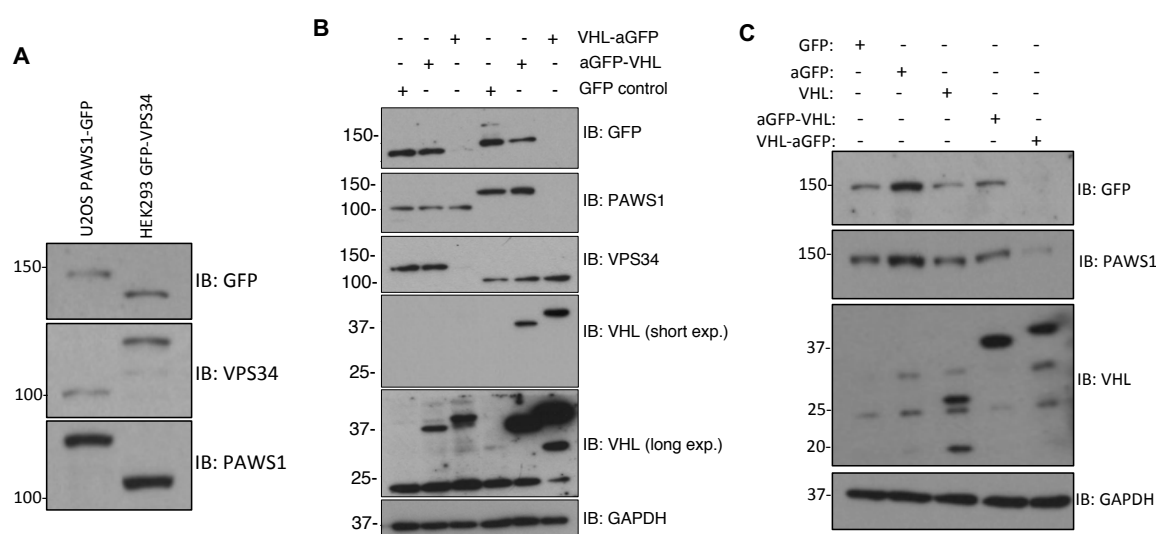 A
U2OS PAWS1-GFP
HEK293 GFP-VPS34
150-
IB: GFP
IB: VPS34
100-
IB: PAWS1
100-
B
- - + - - + VHL-aGFP
- + - - + - aGFP-VHL
+ - - + - - GFP control
150-
IB: GFP
150-
100-
IB: PAWS1
150-
100-
IB: VPS34
37-
25-
IB: VHL (short exp.)
37-
25-
IB: VHL (long exp.)
37-
IB: GAPDH
C
GFP: + - - - -
aGFP: - + - - -
VHL: - - + - -
aGFP-VHL: - - - + -
VHL-aGFP: - - - - +
150-
IB: GFP
150-
IB: PAWS1
37-
25-
20-
IB: VHL
37-
IB: GAPDH